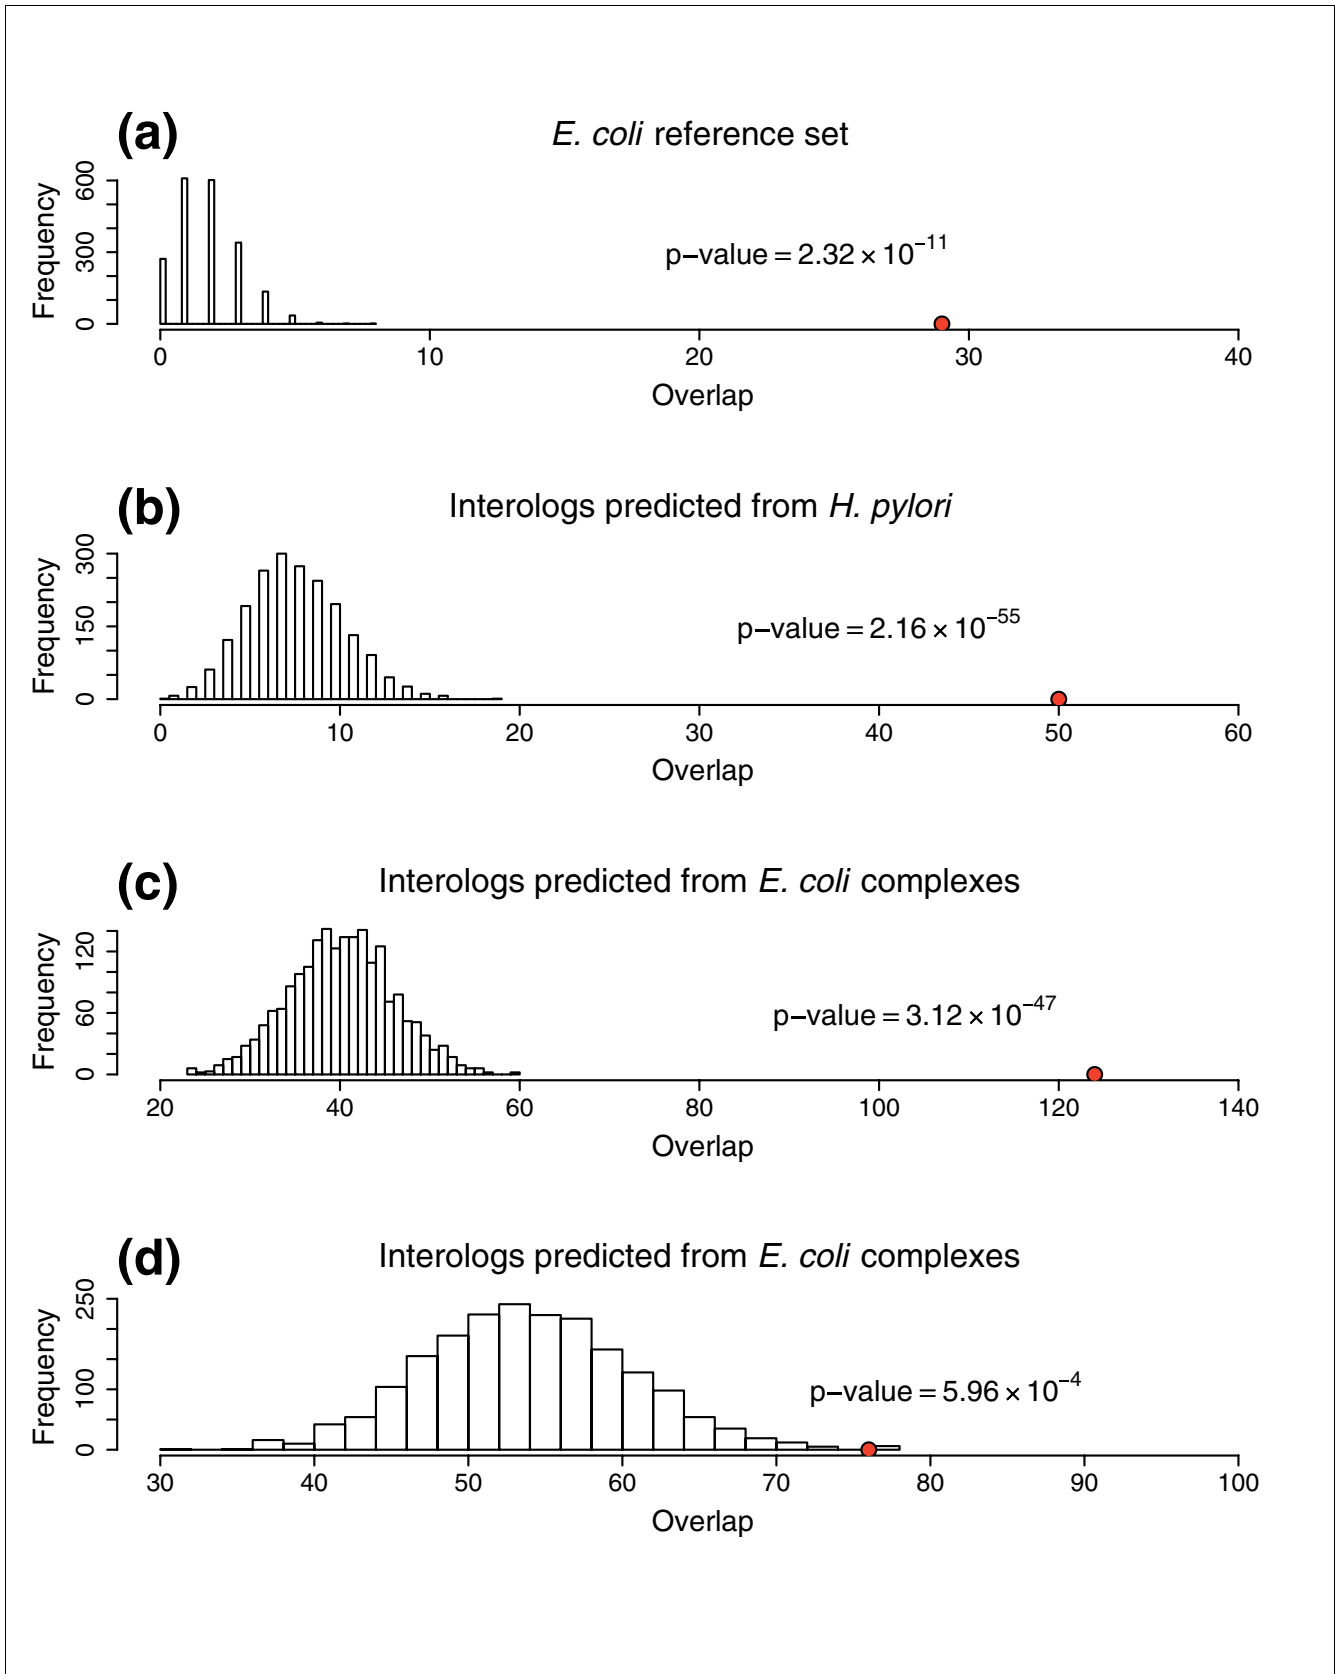 (a)
E. coli reference set
Frequency
600
300
0
p−value = 2.32 × 10⁻¹¹
0 10 20 30 40
Overlap
(b)
Interologs predicted from H. pylori
Frequency
300
150
0
p−value = 2.16 × 10⁻⁵⁵
0 10 20 30 40 50 60
Overlap
(c)
Interologs predicted from E. coli complexes
Frequency
120
60
0
p−value = 3.12 × 10⁻⁴⁷
20 40 60 80 100 120 140
Overlap
(d)
Interologs predicted from E. coli complexes
Frequency
250
100
0
p−value = 5.96 × 10⁻⁴
30 40 50 60 70 80 90 100
Overlap